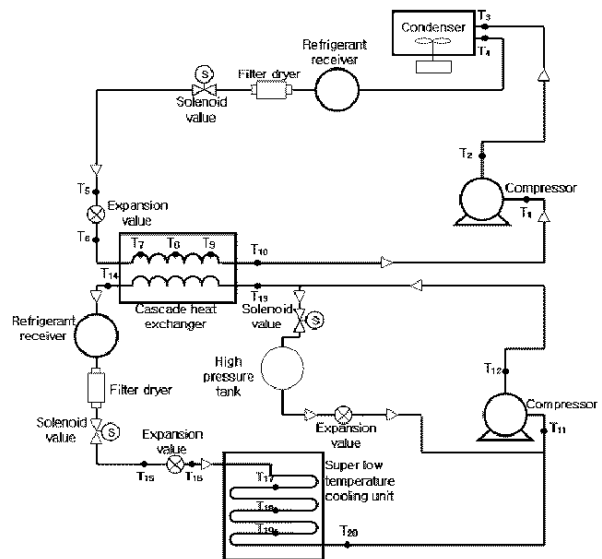 T3
Condenser
T4
Refrigerant
receiver
S
Filter dryer
Solenoid
value
T2
Compressor
T1
T5
Expansion
value
T6
T7
T8
T9
T10
T14
T13
Cascade heat
exchanger
Solenoid
value
S
Refrigerant
receiver
High
pressure
tank
T12
Filter dryer
Compressor
T11
Solenoid
value
S
Expansion
value
Expansion
value
T15
T16
T17
Super low
temperature
cooling unit
T18
T19
T20